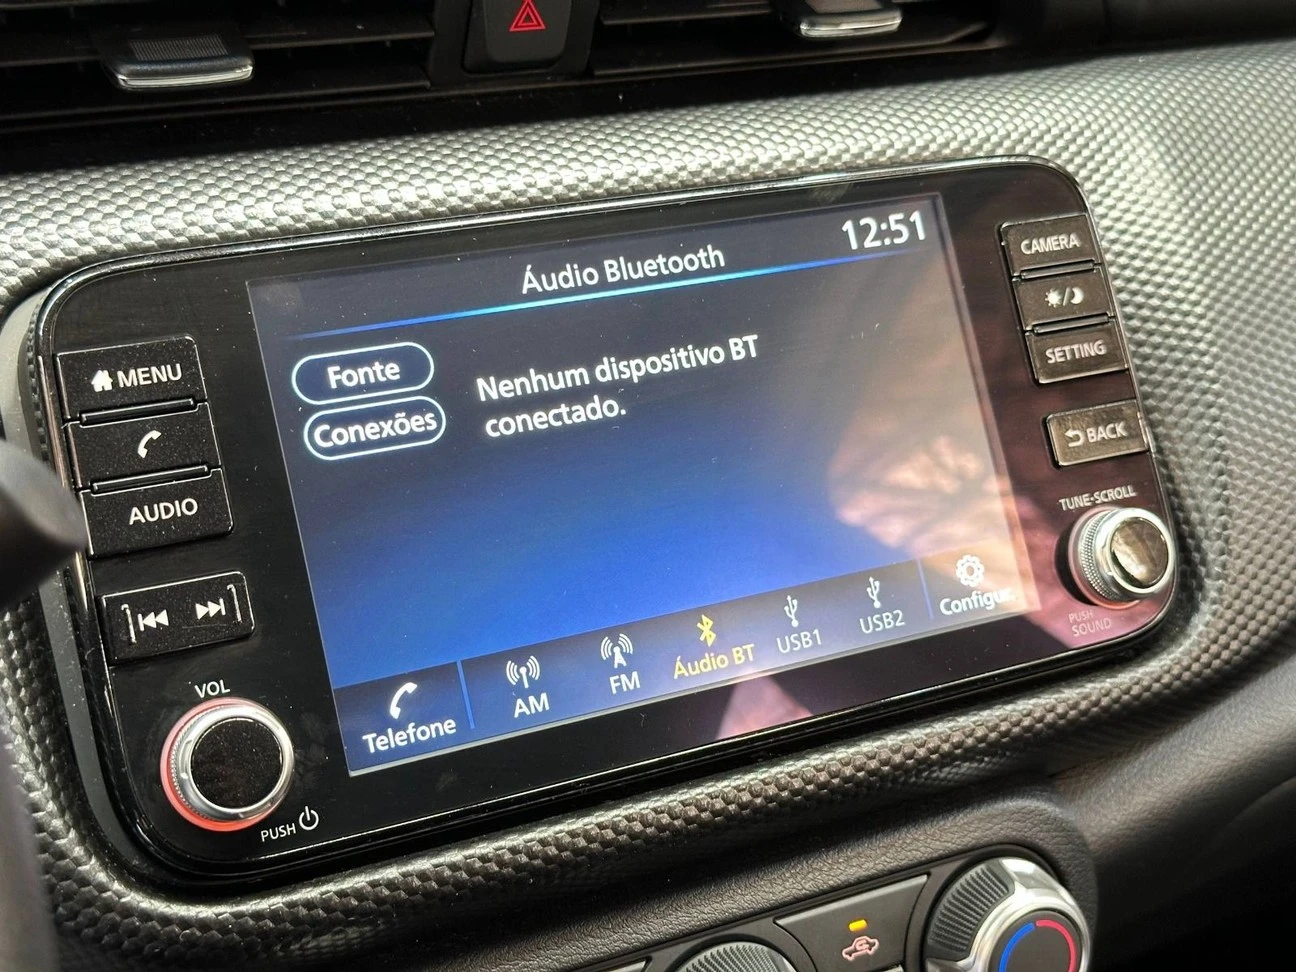 12:51
Áudio Bluetooth
CAMERA
MENU
Fonte
Nenhum dispositivo BT
SETTING
Conexões
conectado.
BACK
AUDIO
TUNE·SCROLL
VOL
Telefone
AM
FM
Áudio BT
USB1
USB2
Configur.
PUSH
SOUND
PUSH